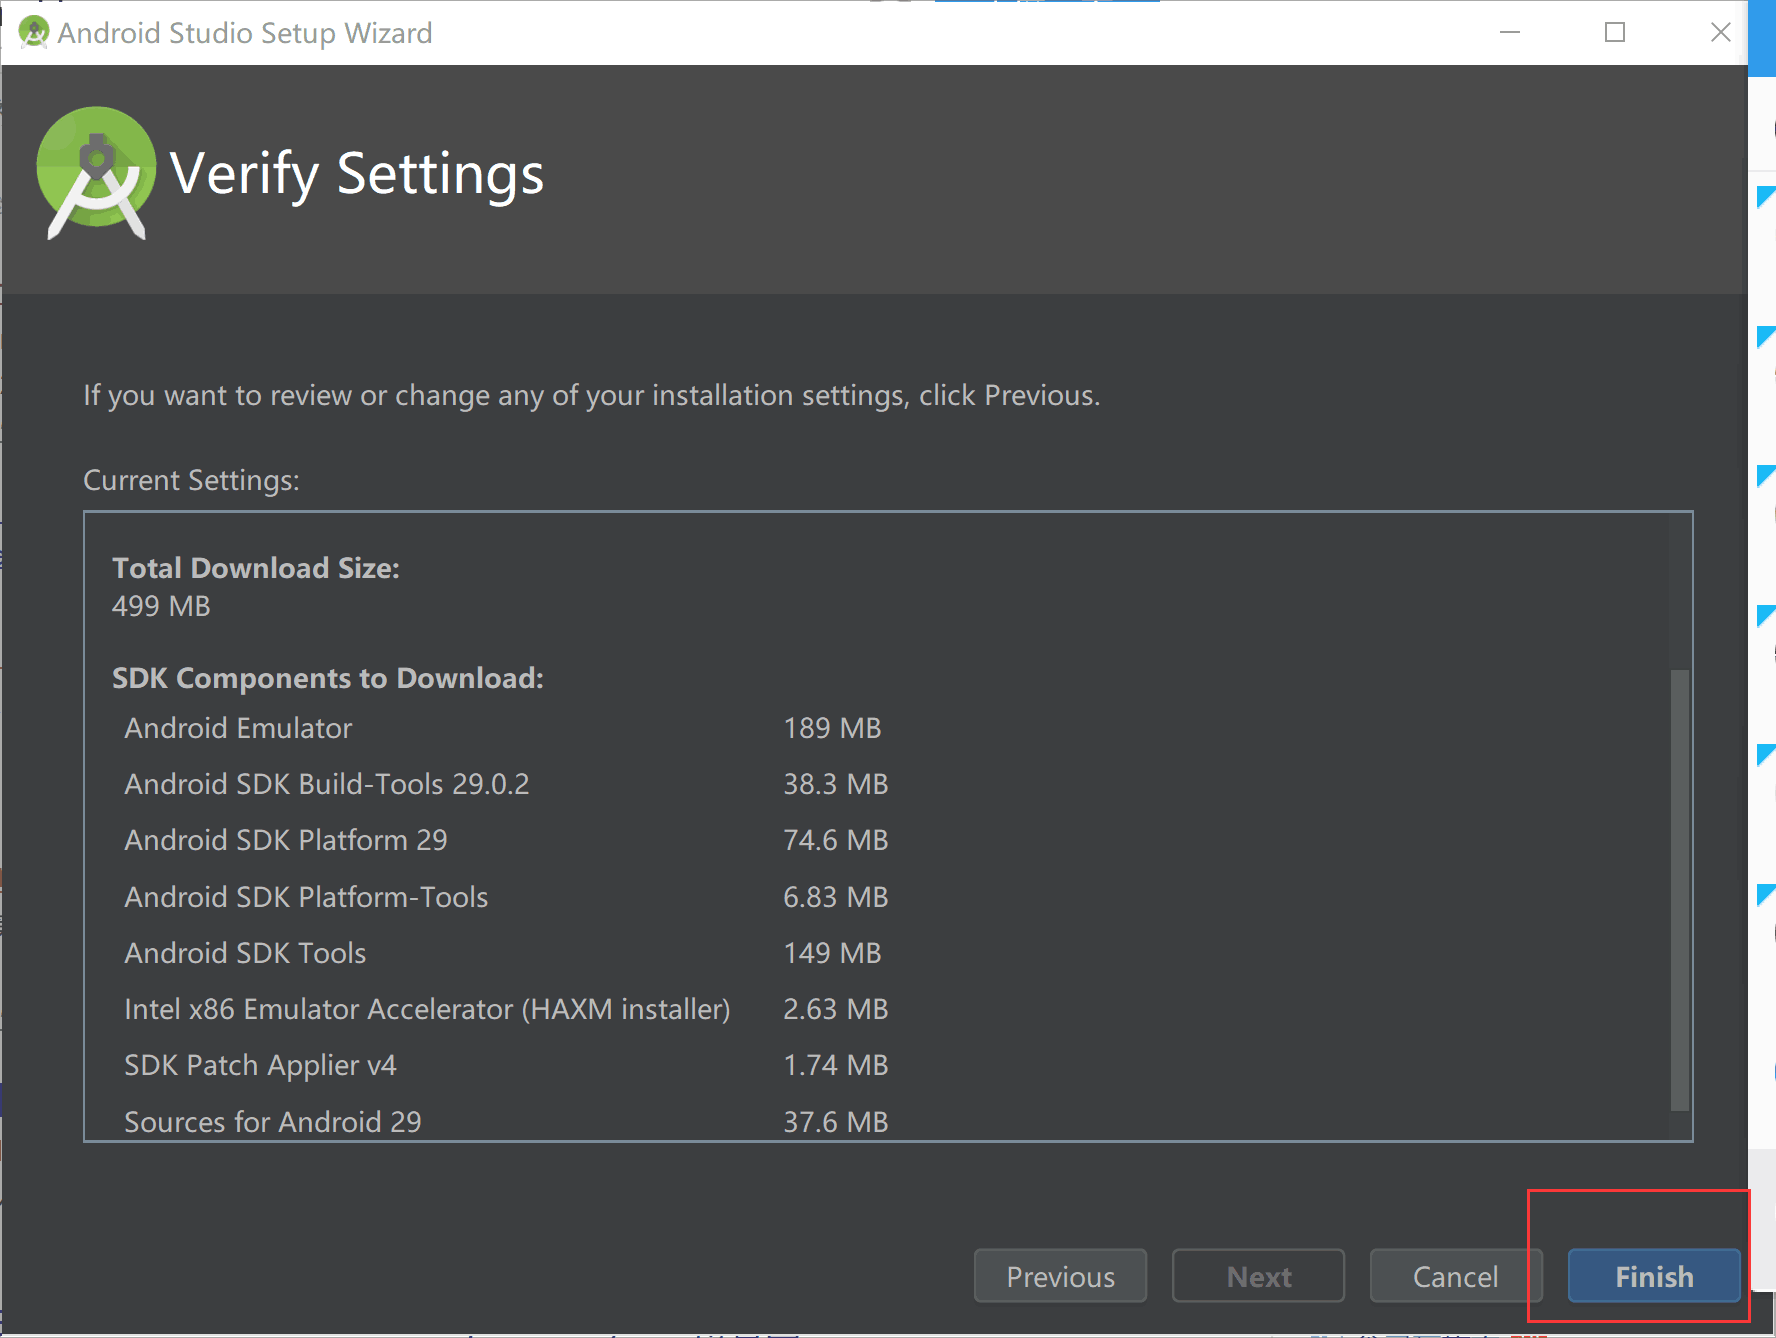 Android Studio Setup Wizard
Verify Settings
If you want to review or change any of your installation settings, click Previous.
Current Settings:
Total Download Size:
499 MB
SDK Components to Download:
Android Emulator 189 MB
Android SDK Build-Tools 29.0.2 38.3 MB
Android SDK Platform 29 74.6 MB
Android SDK Platform-Tools 6.83 MB
Android SDK Tools 149 MB
Intel x86 Emulator Accelerator (HAXM installer) 2.63 MB
SDK Patch Applier v4 1.74 MB
Sources for Android 29 37.6 MB
Previous Next Cancel Finish